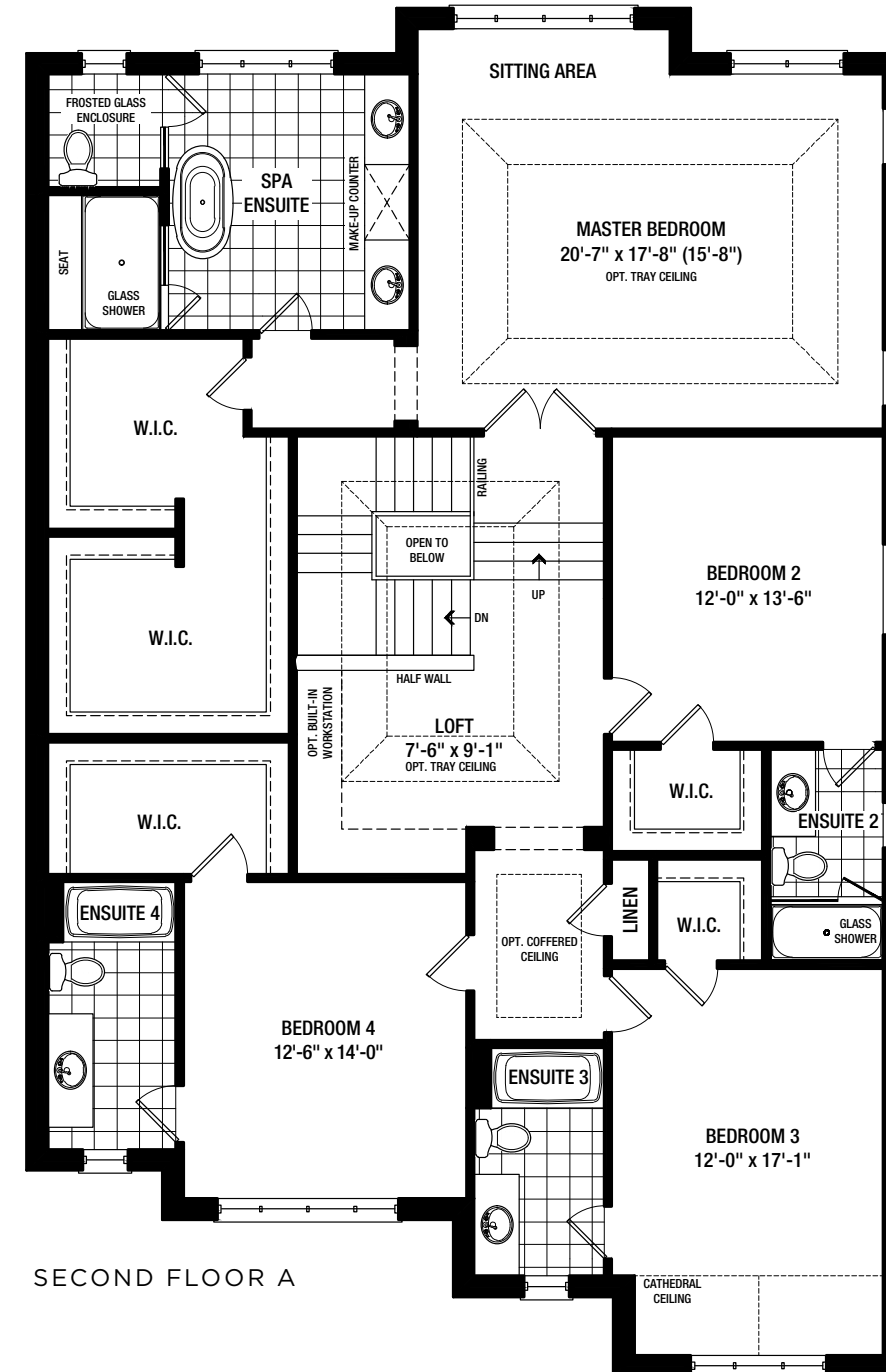 SITTING AREA
FROSTED GLASS
ENCLOSURE
SPA
ENSUITE
MAKE-UP COUNTER
SEAT
GLASS
SHOWER
MASTER BEDROOM
20'-7" x 17'-8" (15'-8")
OPT. TRAY CEILING
W.I.C.
RAILING
OPEN TO
BELOW
UP
DN
HALF WALL
BEDROOM 2
12'-0" x 13'-6"
W.I.C.
OPT. BUILT-IN
WORKSTATION
LOFT
7'-6" x 9'-1"
OPT. TRAY CEILING
W.I.C.
W.I.C.
ENSUITE 2
GLASS
SHOWER
ENSUITE 4
LINEN
W.I.C.
OPT. COFFERED
CEILING
BEDROOM 4
12'-6" x 14'-0"
ENSUITE 3
BEDROOM 3
12'-0" x 17'-1"
CATHEDRAL
CEILING
SECOND FLOOR A